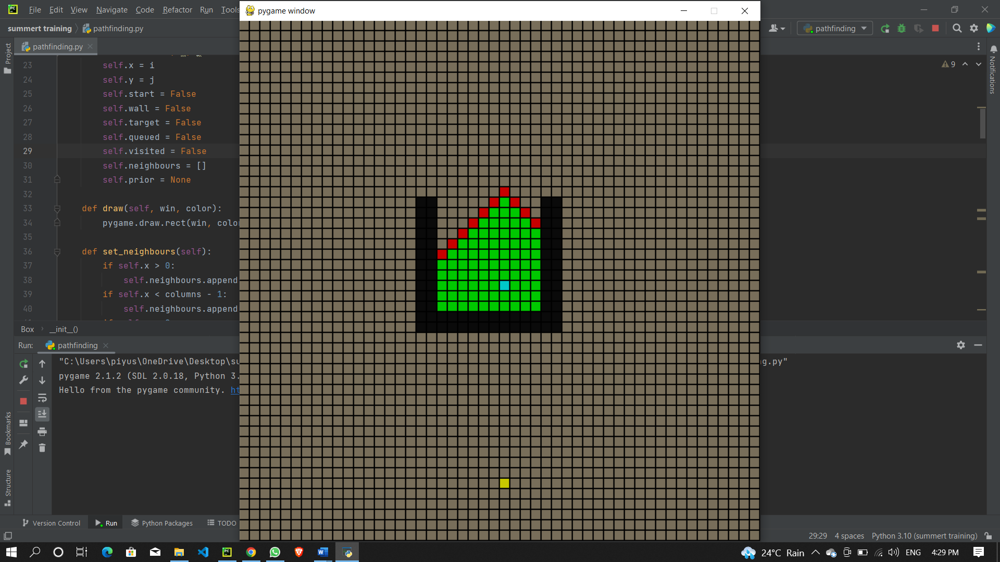 File Edit View Navigate Code Refactor Run Tools
pygame window
summert training
pathfinding.py
pathfinding
Project
pathfinding.py
9
Notifications
23 self.x = i
24 self.y = j
25 self.start = False
26 self.wall = False
27 self.target = False
28 self.queued = False
29 self.visited = False
30 self.neighbours = []
31 self.prior = None
32
33 def draw(self, win, color):
34 pygame.draw.rect(win, colo
35
36 def set_neighbours(self):
37 if self.x > 0:
38 self.neighbours.append
39 if self.x < columns - 1:
40 self.neighbours.append
Box __init__()
Run: pathfinding
"C:\Users\piyus\OneDrive\Desktop\su
g.py"
pygame 2.1.2 (SDL 2.0.18, Python 3.
Hello from the pygame community. ht
Bookmarks
Structure
Version Control Run Python Packages TODO
29:29 4 spaces Python 3.10 (summert training)
24°C Rain ENG 4:29 PM